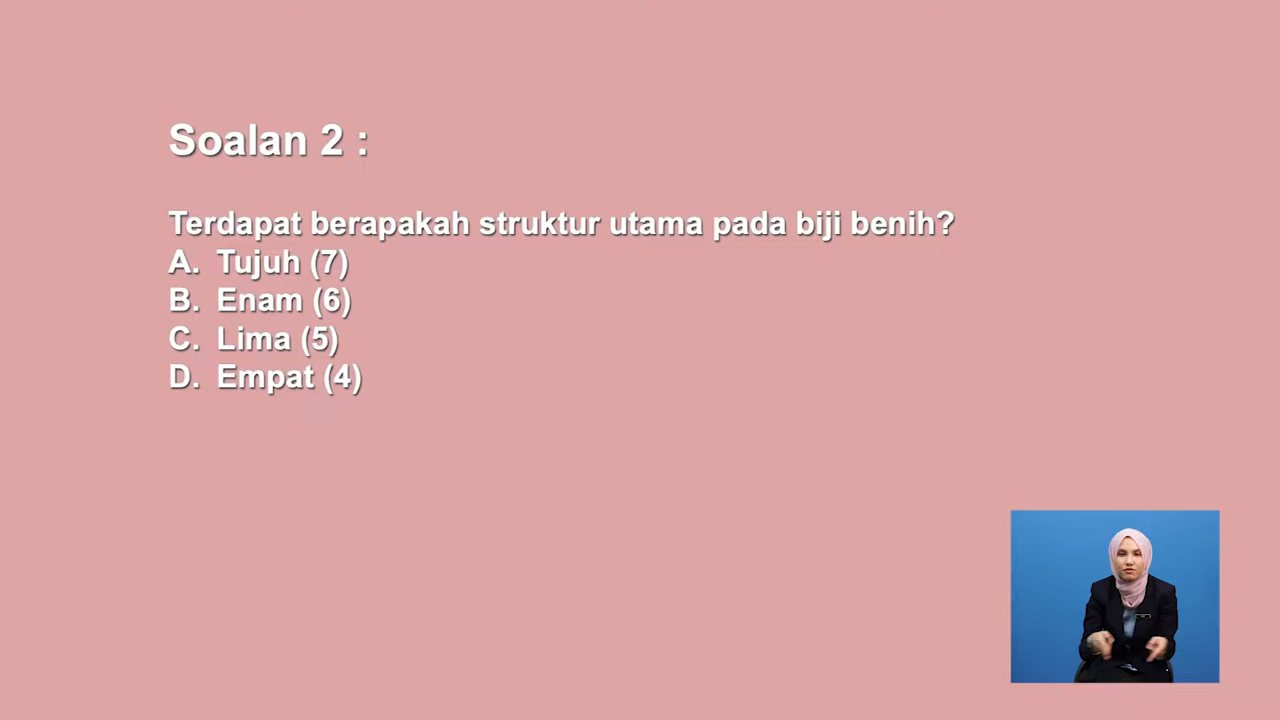 Soalan 2 :
Terdapat berapakah struktur utama pada biji benih?
A. Tujuh (7)
B. Enam (6)
C. Lima (5)
D. Empat (4)